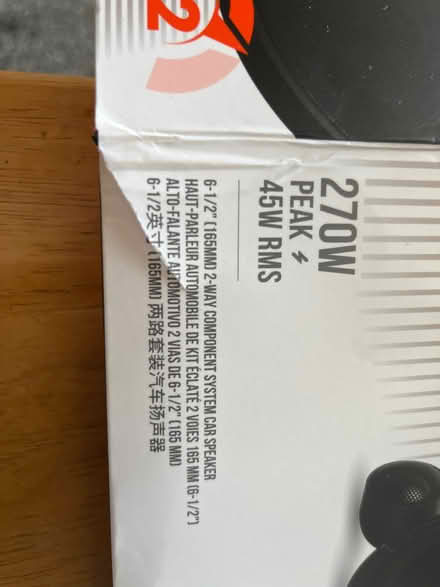 2
270W
PEAK
45W RMS
6-1/2" (165MM) 2-WAY COMPONENT SYSTEM CAR SPEAKER
HAUT-PARLEUR AUTOMOBILE DE KIT ÉCLATÉ 2 VOIES 165 MM (6-1/2")
ALTO-FALANTE AUTOMOTIVO 2 VIAS DE 6-1/2" (165 MM)
6-1/2英寸 (165MM) 两路套装汽车扬声器